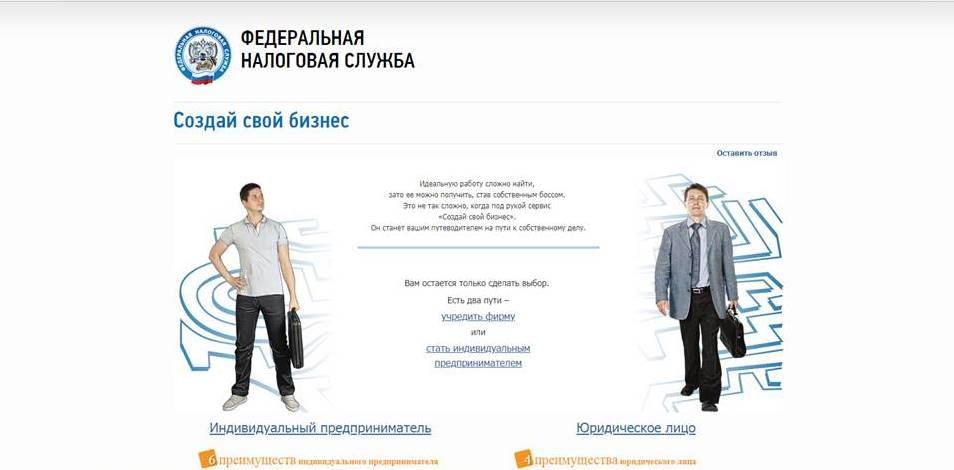 ФЕДЕРАЛЬНАЯ
НАЛОГОВАЯ СЛУЖБА
Создай свой бизнес
Оставить отзыв
Идеальную работу сложно найти,
зато ее можно получить, став собственным боссом.
Это не так сложно, когда под рукой сервис
«Создай свой бизнес».
Он станет вашим путеводителем на пути к собственному делу.
Вам остается только сделать выбор.
Есть два пути –
учредить фирму
или
стать индивидуальным
предпринимателем
Индивидуальный предприниматель
Юридическое лицо
6 преимуществ индивидуального предпринимателя
4 преимущества юридического лица